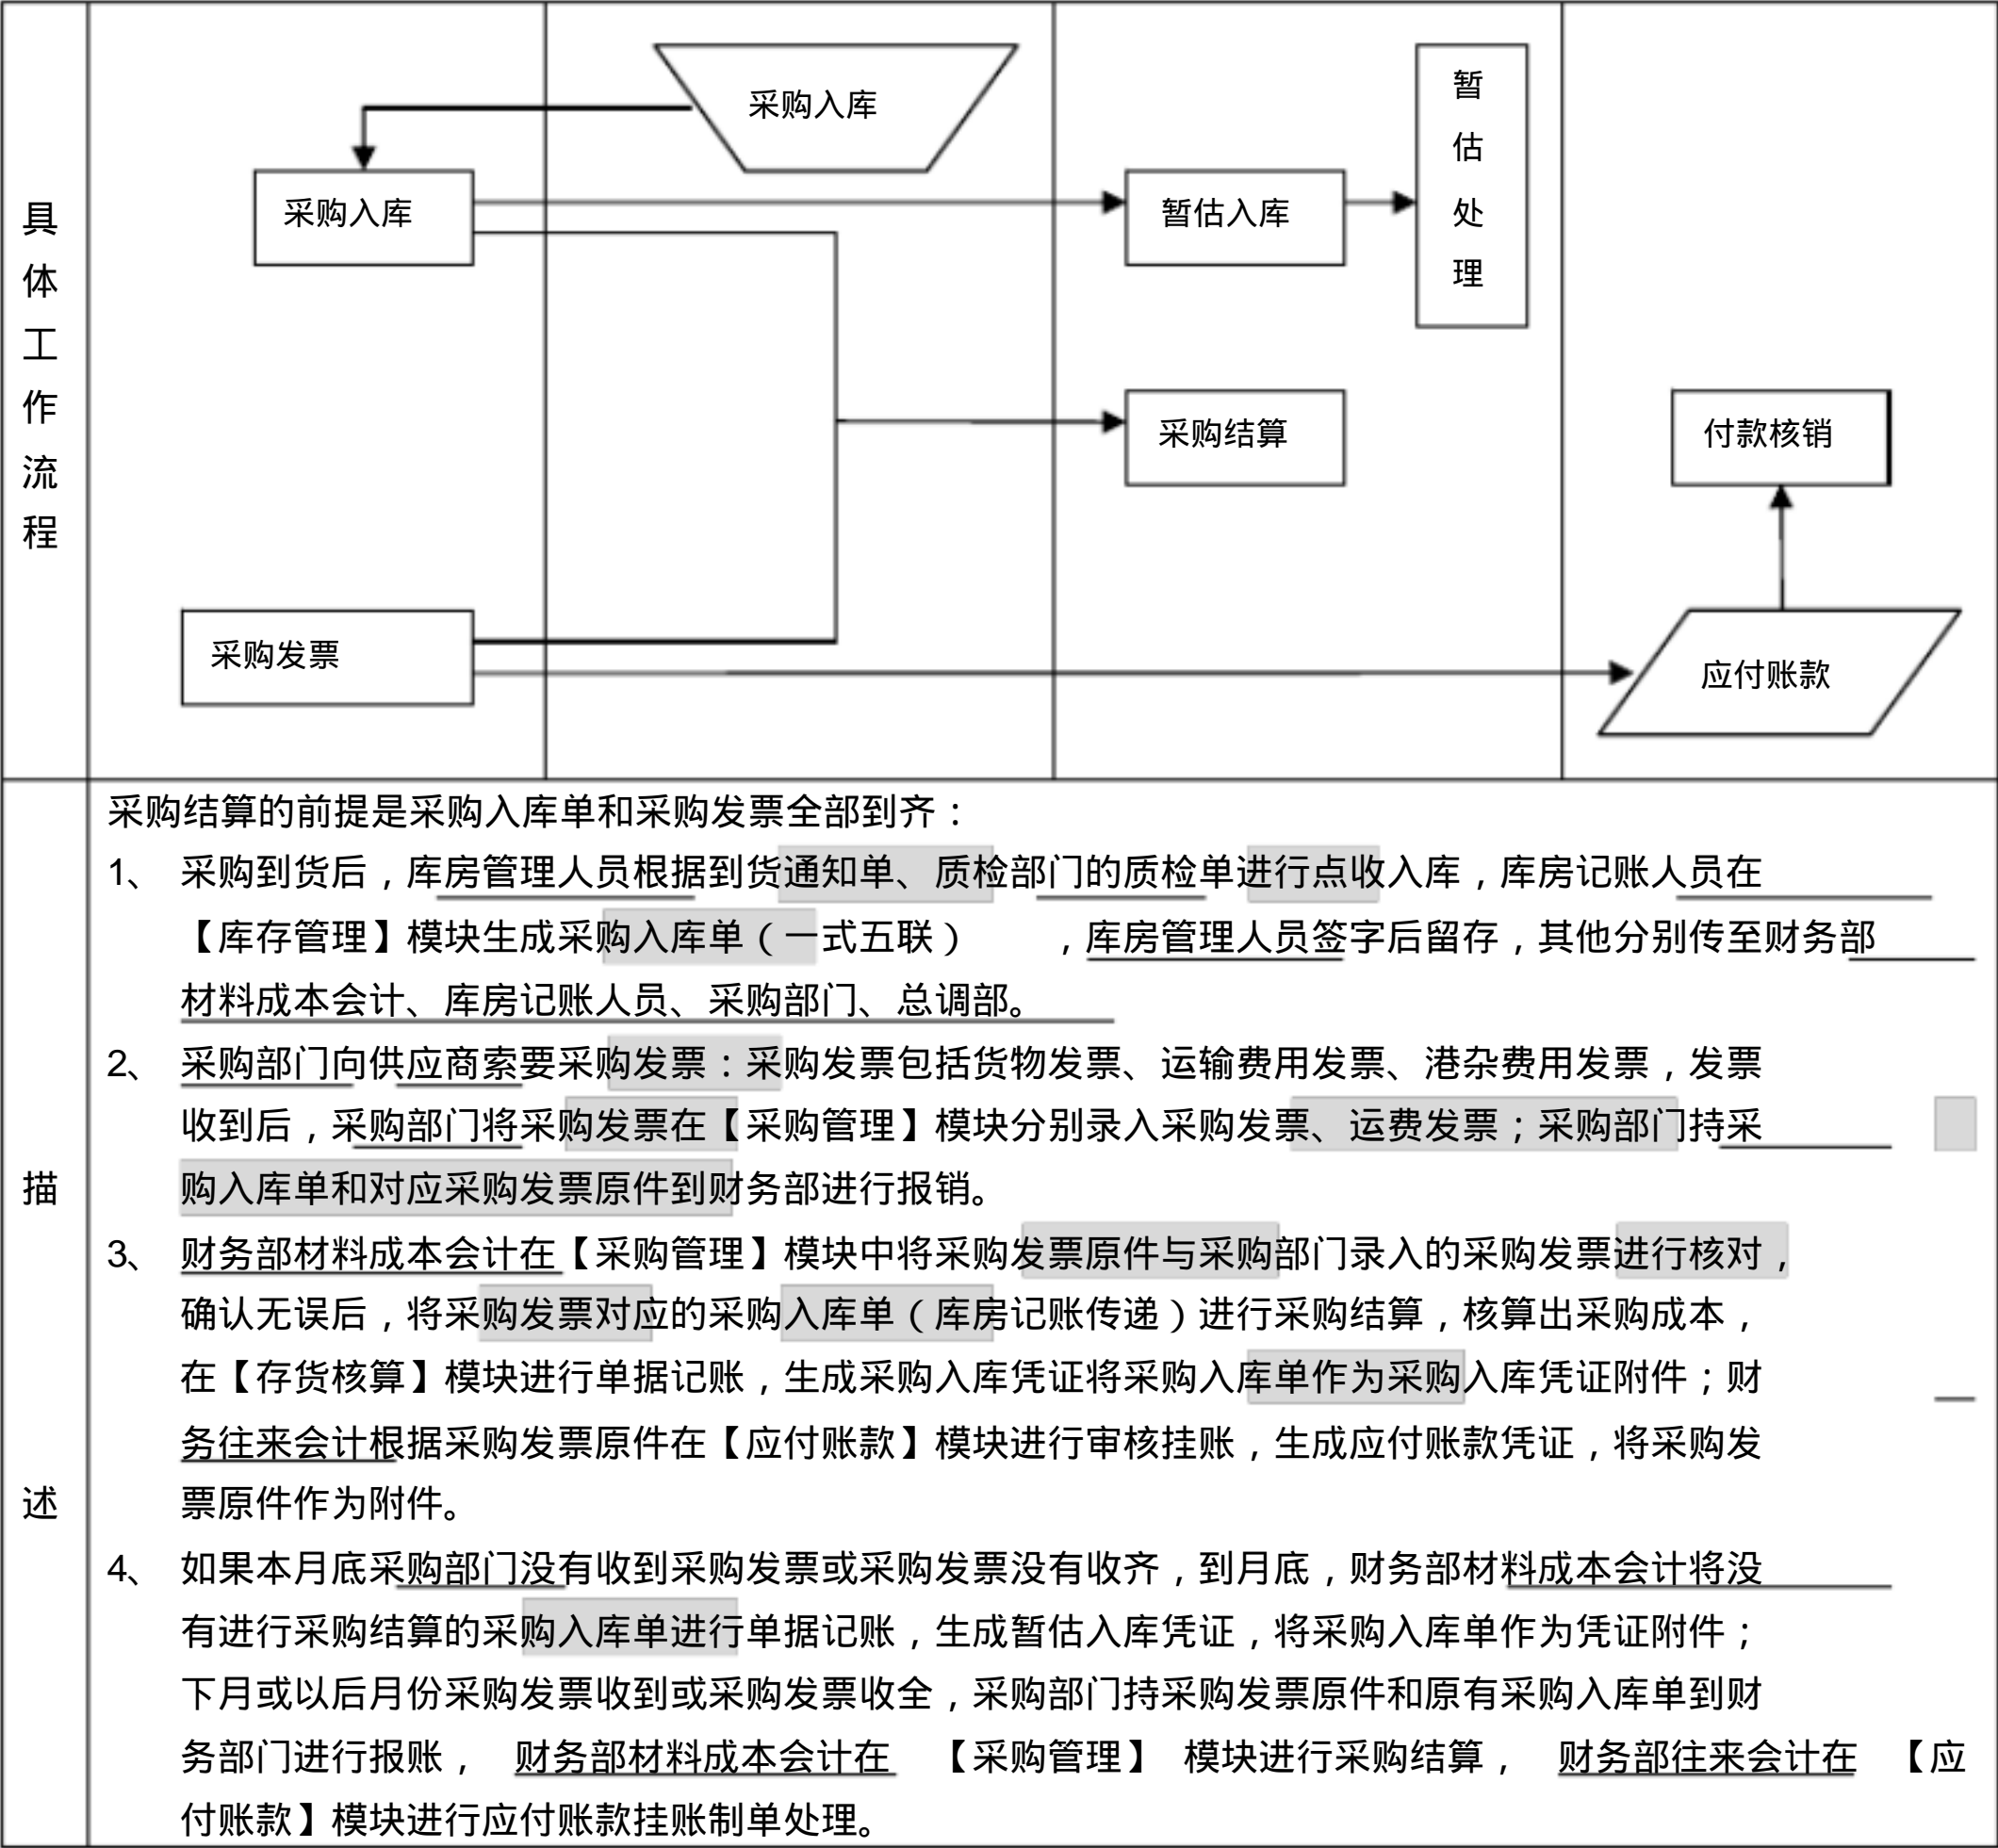 具
体
工
作
流
程
采购入库
采购入库
暂估入库
暂
估
处
理
采购结算
付款核销
采购发票
应付账款
描
述
采购结算的前提是采购入库单和采购发票全部到齐：
1、 采购到货后，库房管理人员根据到货通知单、质检部门的质检单进行点收入库，库房记账人员在
【库存管理】模块生成采购入库单（一式五联） ，库房管理人员签字后留存，其他分别传至财务部
材料成本会计、库房记账人员、采购部门、总调部。
2、 采购部门向供应商索要采购发票：采购发票包括货物发票、运输费用发票、港杂费用发票，发票
收到后，采购部门将采购发票在【采购管理】模块分别录入采购发票、运费发票；采购部门持采
购入库单和对应采购发票原件到财务部进行报销。
3、 财务部材料成本会计在【采购管理】模块中将采购发票原件与采购部门录入的采购发票进行核对，
确认无误后，将采购发票对应的采购入库单（库房记账传递）进行采购结算，核算出采购成本，
在【存货核算】模块进行单据记账，生成采购入库凭证将采购入库单作为采购入库凭证附件；财
务往来会计根据采购发票原件在【应付账款】模块进行审核挂账，生成应付账款凭证，将采购发
票原件作为附件。
4、 如果本月底采购部门没有收到采购发票或采购发票没有收齐，到月底，财务部材料成本会计将没
有进行采购结算的采购入库单进行单据记账，生成暂估入库凭证，将采购入库单作为凭证附件；
下月或以后月份采购发票收到或采购发票收全，采购部门持采购发票原件和原有采购入库单到财
务部门进行报账， 财务部材料成本会计在 【采购管理】 模块进行采购结算， 财务部往来会计在 【应
付账款】模块进行应付账款挂账制单处理。